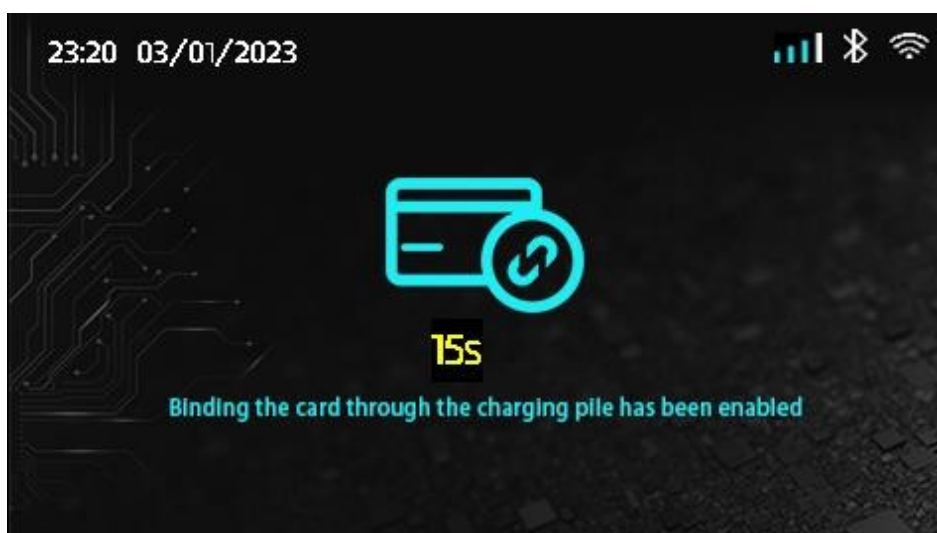 23:20 03/01/2023
15s
Binding the card through the charging pile has been enabled